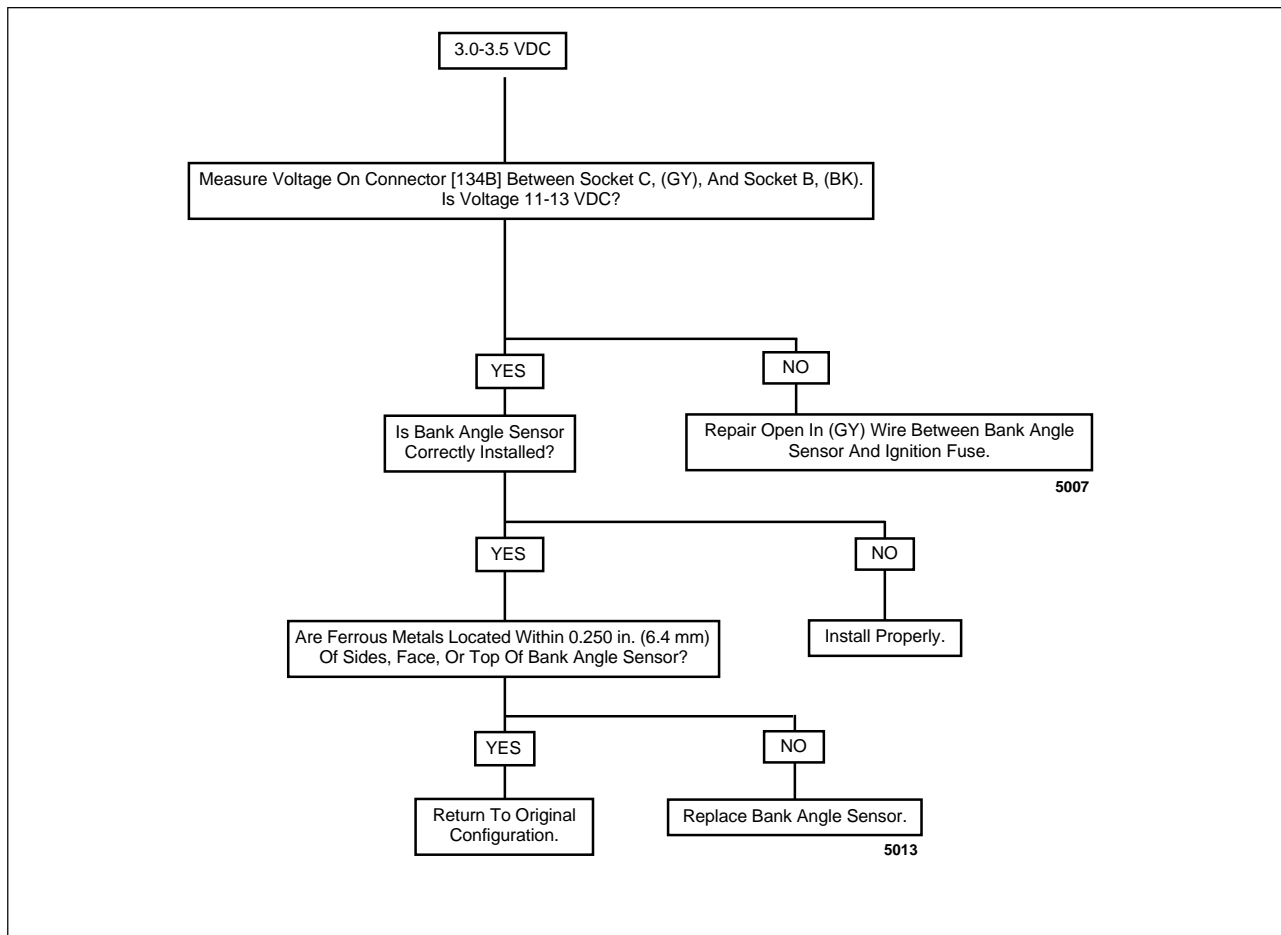 3.0-3.5 VDC
Measure Voltage On Connector [134B] Between Socket C, (GY), And Socket B, (BK).
Is Voltage 11-13 VDC?
YES
NO
Is Bank Angle Sensor
Correctly Installed?
Repair Open In (GY) Wire Between Bank Angle
Sensor And Ignition Fuse.
5007
YES
NO
Are Ferrous Metals Located Within 0.250 in. (6.4 mm)
Of Sides, Face, Or Top Of Bank Angle Sensor?
Install Properly.
YES
NO
Return To Original
Configuration.
Replace Bank Angle Sensor.
5013